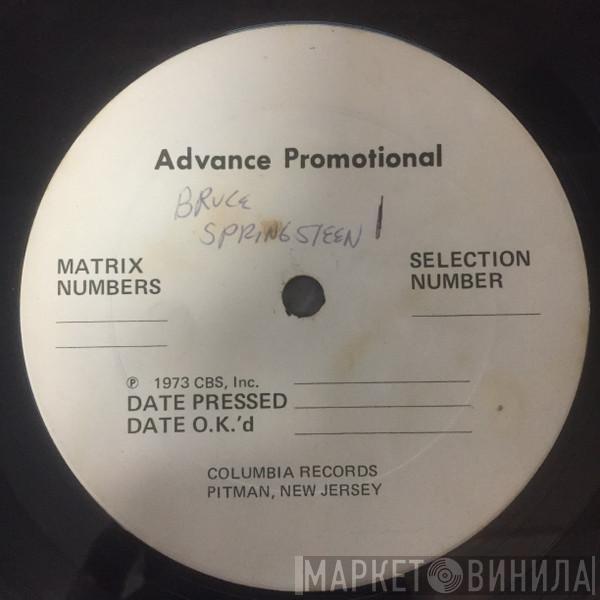 Advance Promotional
BRUCE
SPRINGSTEEN 1
MATRIX
NUMBERS
SELECTION
NUMBER
℗ 1973 CBS, Inc.
DATE PRESSED
DATE O.K.'d
COLUMBIA RECORDS
PITMAN, NEW JERSEY
МАРКЕТ ВИНИЛА